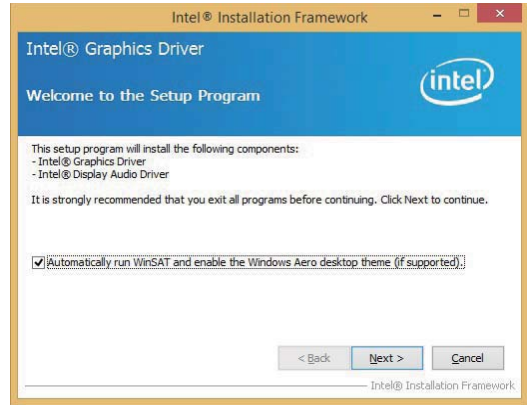 Intel® Installation Framework
Intel® Graphics Driver
intel
Welcome to the Setup Program
This setup program will install the following components:
- Intel® Graphics Driver
- Intel® Display Audio Driver
It is strongly recommended that you exit all programs before continuing. Click Next to continue.
Automatically run WinSAT and enable the Windows Aero desktop theme (if supported).
< Back Next > Cancel
Intel® Installation Framework